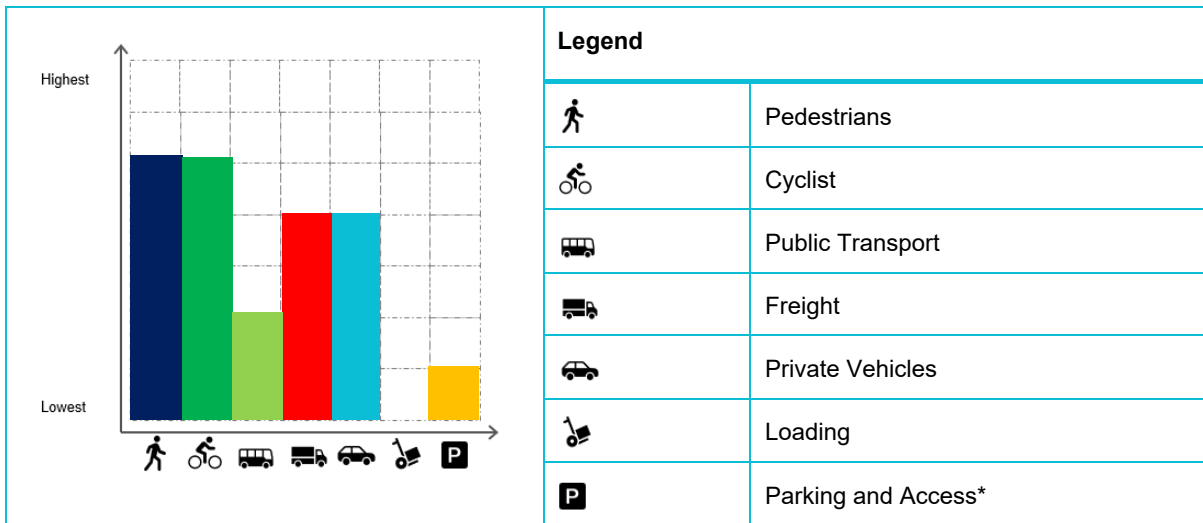 Highest
Lowest
P
Legend
Pedestrians
Cyclist
Public Transport
Freight
Private Vehicles
Loading
P
Parking and Access*